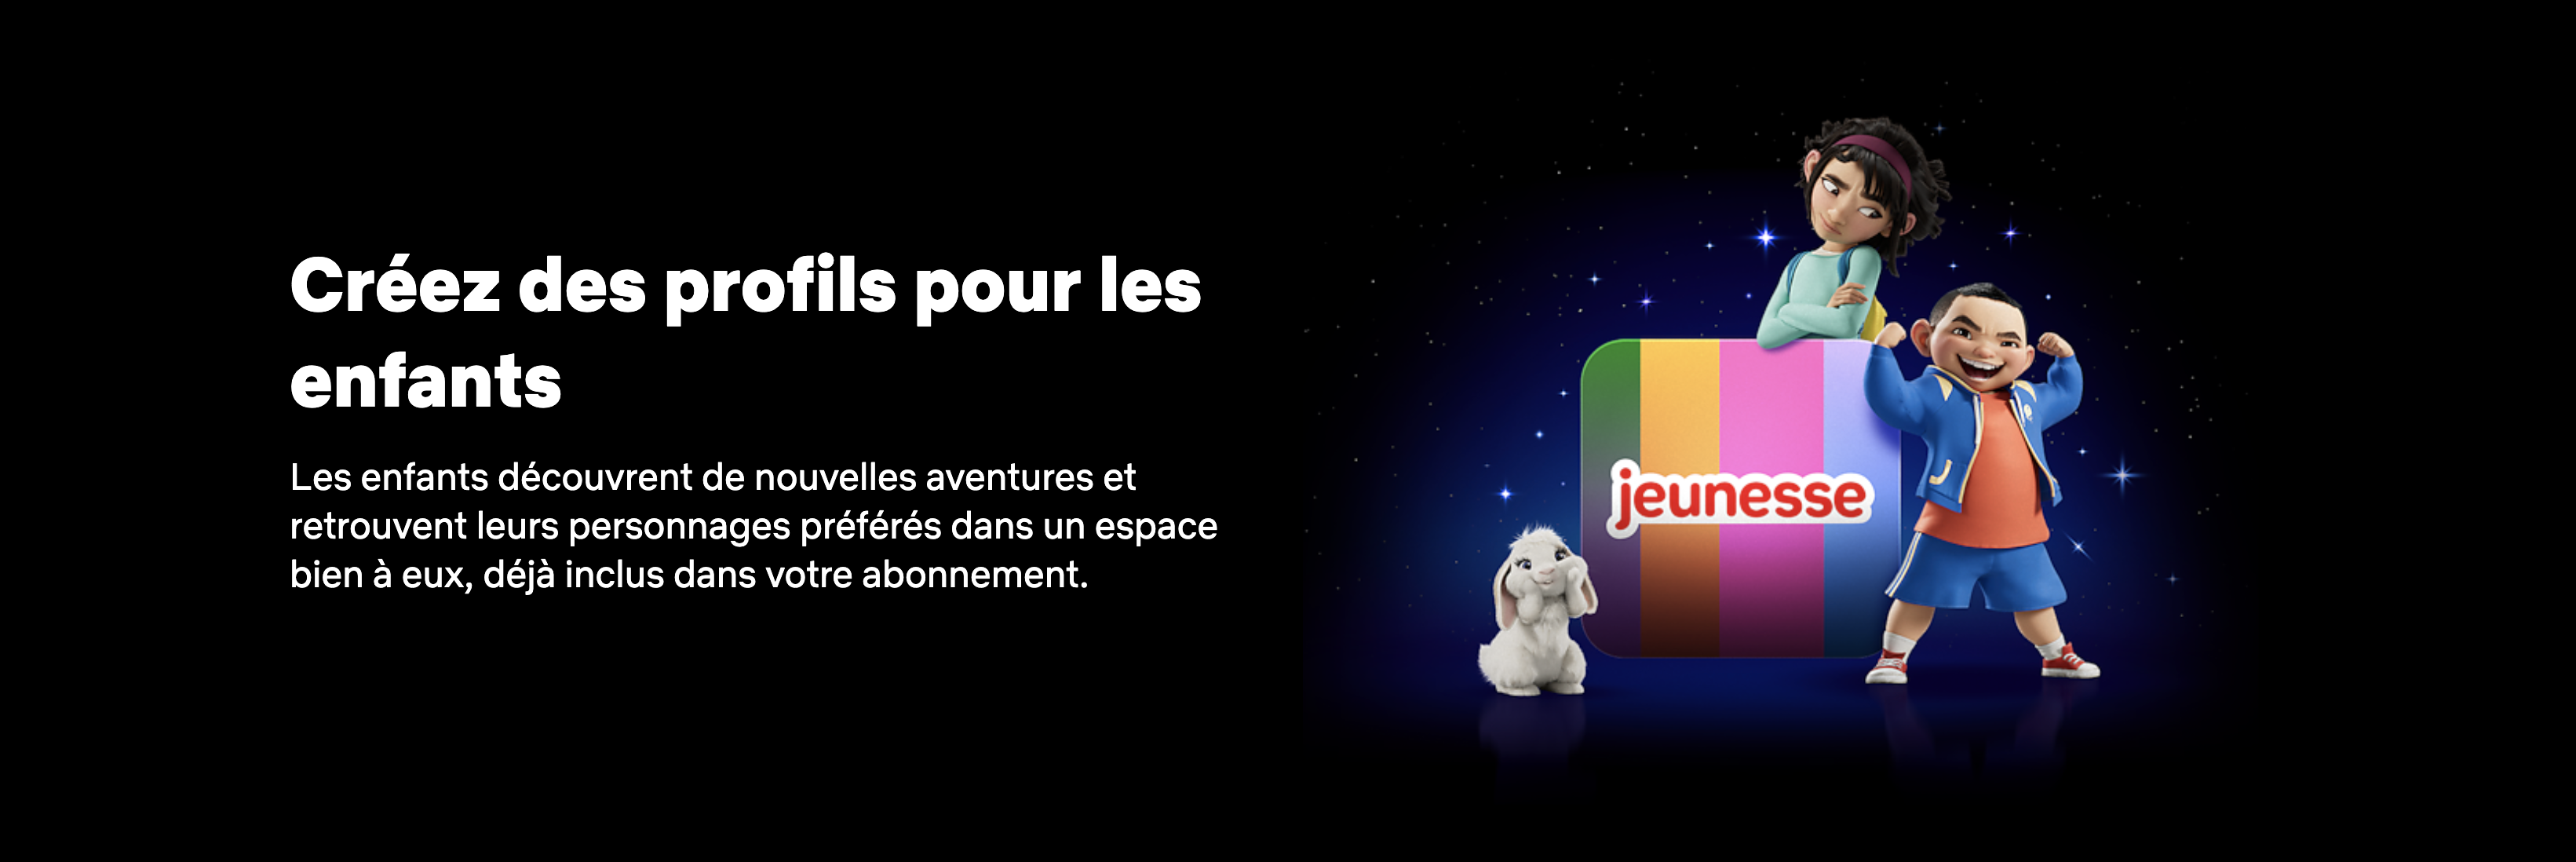 Créez des profils pour les
enfants
Les enfants découvrent de nouvelles aventures et
retrouvent leurs personnages préférés dans un espace
bien à eux, déjà inclus dans votre abonnement.
jeunesse